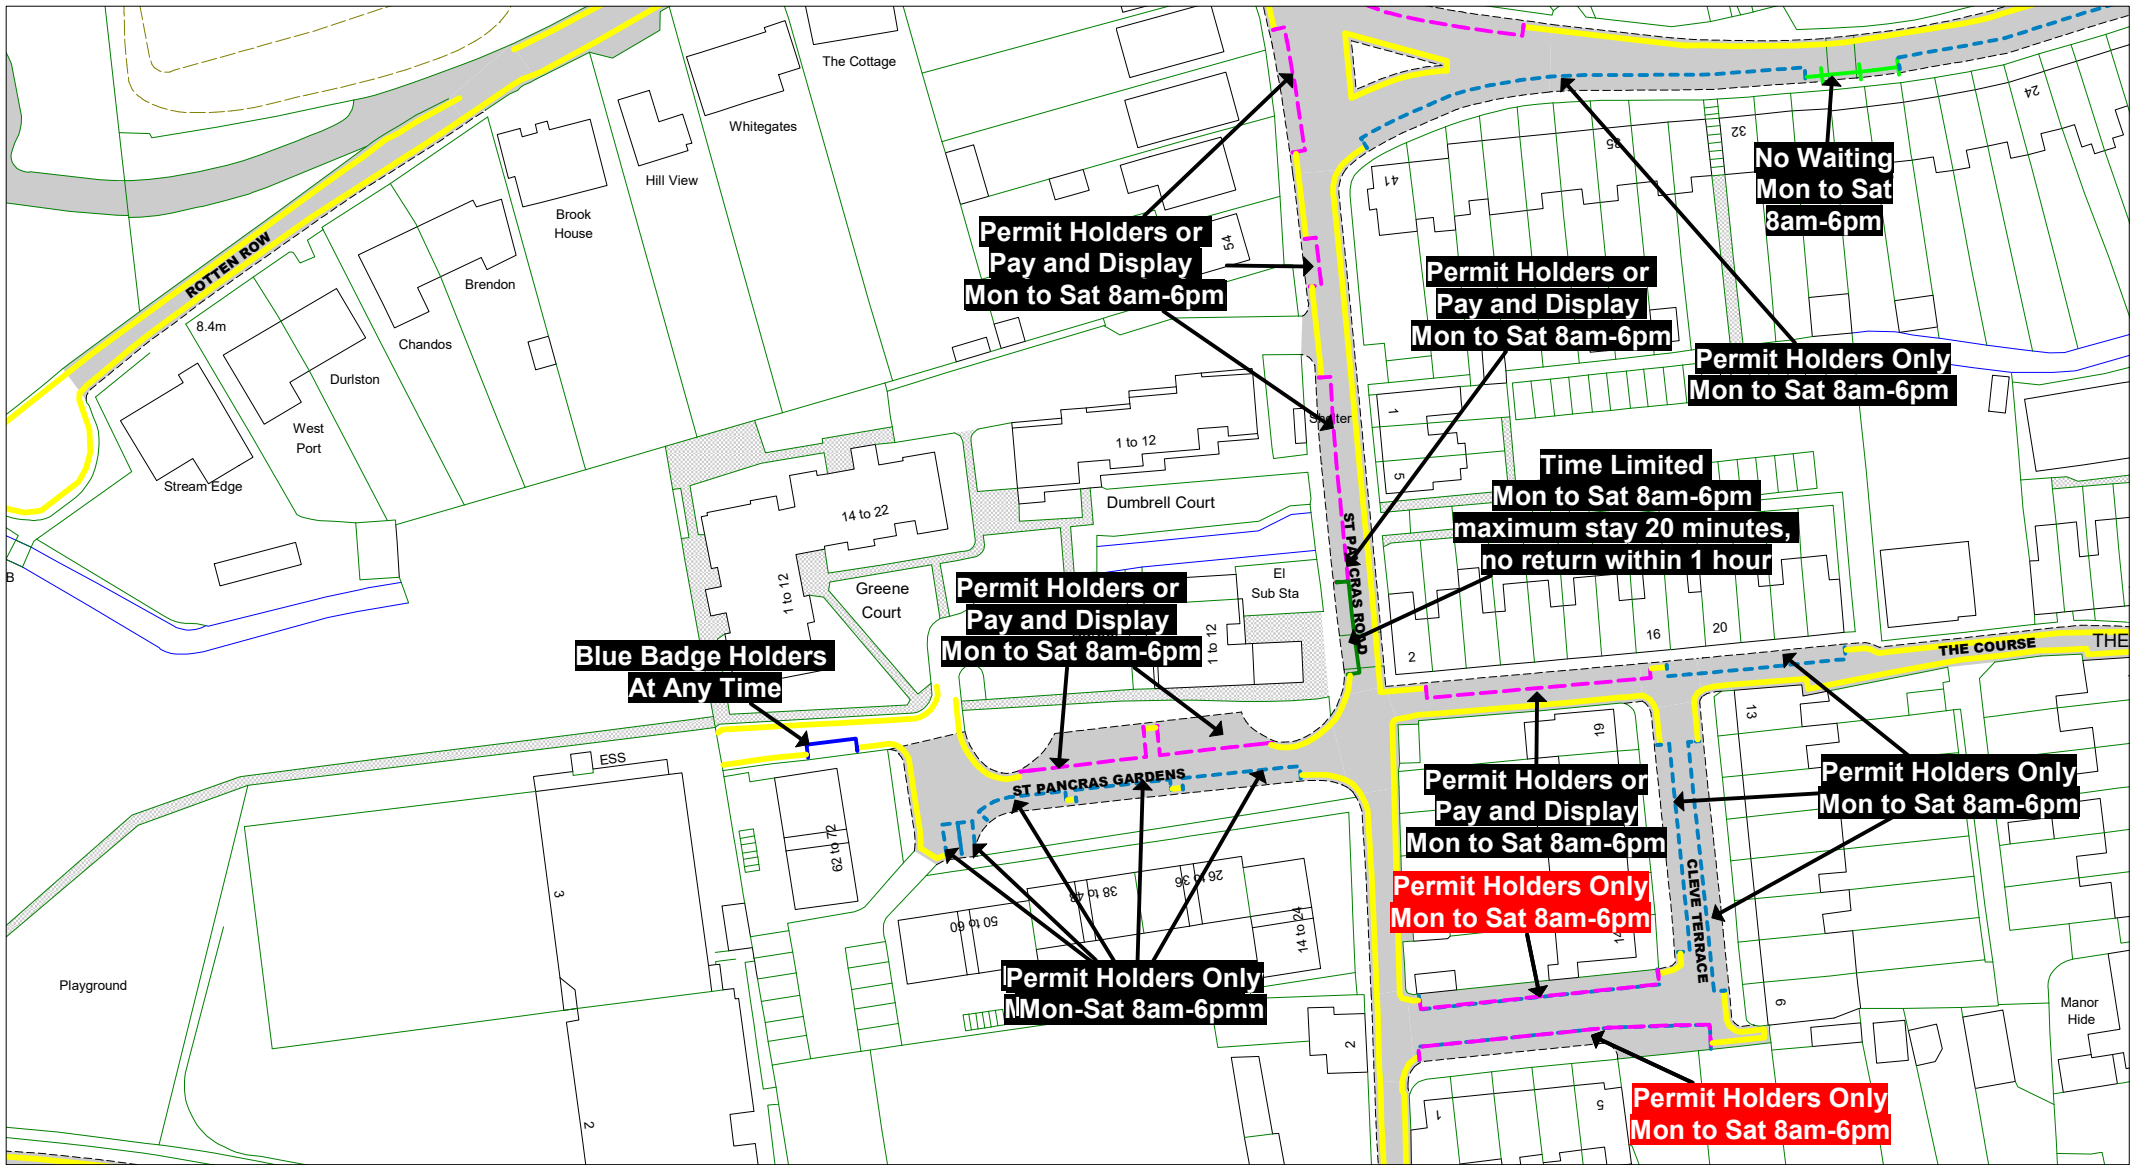 The Cottage
Whitegates
Hill View
Brook
House
Brendon
Chandos
Durlston
West
Port
Stream Edge
8.4m
ROTTEN ROW
B
24
32
35
41
54
No Waiting
Mon to Sat
8am-6pm
Permit Holders or
Pay and Display
Mon to Sat 8am-6pm
Permit Holders or
Pay and Display
Mon to Sat 8am-6pm
Permit Holders Only
Mon to Sat 8am-6pm
1
5
1 to 12
Dumbrell Court
14 to 22
1 to 12
Greene
Court
El
Sub Sta
1 to 12
ST PANCRAS ROAD
Time Limited
Mon to Sat 8am-6pm
maximum stay 20 minutes,
no return within 1 hour
Permit Holders or
Pay and Display
Mon to Sat 8am-6pm
Blue Badge Holders
At Any Time
2
16
20
THE COURSE
THE
13
19
ESS
ST PANCRAS GARDENS
Permit Holders or
Pay and Display
Mon to Sat 8am-6pm
Permit Holders Only
Mon to Sat 8am-6pm
CLEVE TERRACE
Permit Holders Only
Mon to Sat 8am-6pm
62 to 72
50 to 60
38 to 48
26 to 36
14 to 24
3
2
Playground
Permit Holders Only
Mon-Sat 8am-6pmn
2
9
Manor
Hide
1
5
Permit Holders Only
Mon to Sat 8am-6pm